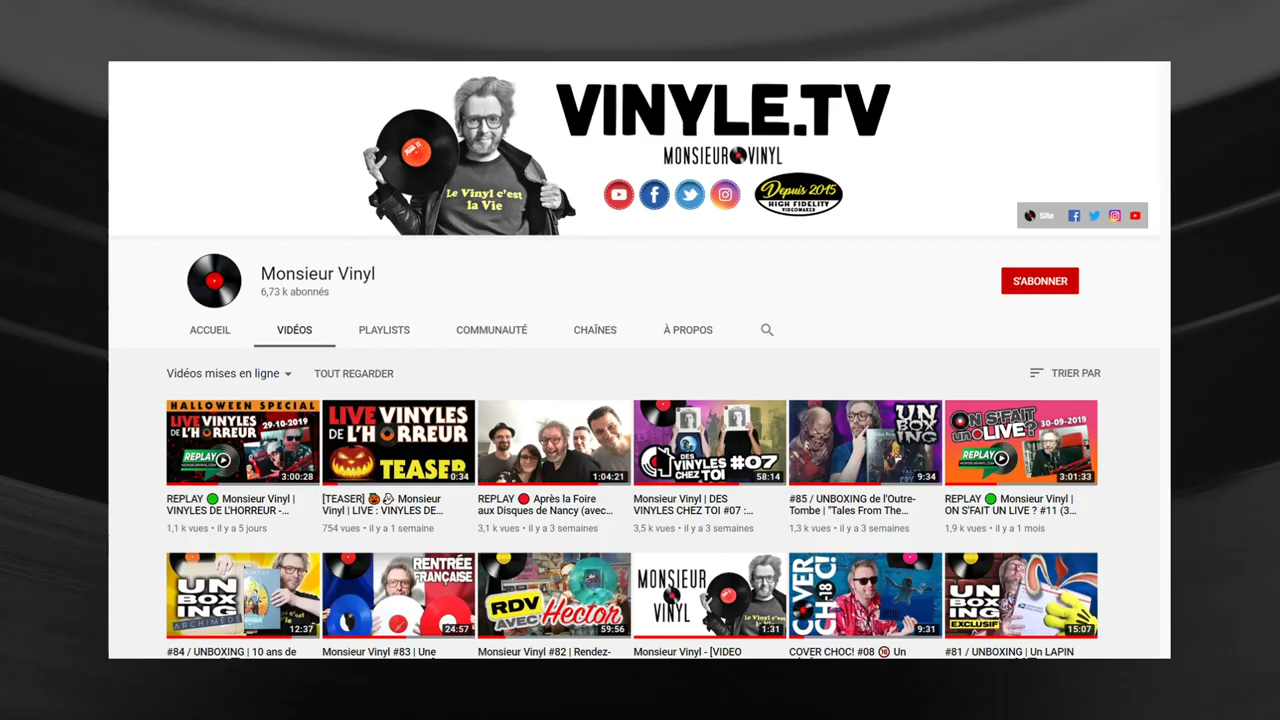 VINYLE.TV
MONSIEUR VINYL
Le Vinyl c'est
la Vie
Depuis 2015
HIGH FIDELITY
VIDEOMAKER
Site
Monsieur Vinyl
6,73 k abonnés
S'ABONNER
ACCUEIL VIDÉOS PLAYLISTS COMMUNAUTÉ CHAÎNES À PROPOS
Vidéos mises en ligne TOUT REGARDER TRIER PAR
HALLOWEEN SPECIAL
LIVE VINYLES 29-10-2019
DE L'HORREUR
REPLAY
3:00:28
LIVE VINYLES
DE L'HORREUR
TEASER
0:34
1:04:21
DES
VINYLES #07
CHEZ TOI
58:14
UN
BOX
ING
9:34
ON S'FAIT
un LIVE? 30-09-2019
REPLAY
3:01:33
REPLAY 🟢 Monsieur Vinyl |
VINYLES DE L'HORREUR -...
1,1 k vues • il y a 5 jours
[TEASER] 🎃 👻 Monsieur
Vinyl | LIVE : VINYLES DE...
754 vues • il y a 1 semaine
REPLAY 🔴 Après la Foire
aux Disques de Nancy (avec...
3,1 k vues • il y a 3 semaines
Monsieur Vinyl | DES
VINYLES CHEZ TOI #07 :...
3,5 k vues • il y a 3 semaines
#85 / UNBOXING de l'Outre-
Tombe | "Tales From The...
1,3 k vues • il y a 3 semaines
REPLAY 🟢 Monsieur Vinyl |
ON S'FAIT UN LIVE ? #11 (3...
1,9 k vues • il y a 1 mois
UN
BOX
ING
ARCHIMÈDE
12:37
RENTRÉE
FRANÇAISE
24:57
RDV
AVEC Hector
59:56
MONSIEUR
VINYL
1:31
COVER
CHOC!
-18
9:31
UN
BOX
ING
EXCLUSIF
15:07
#84 / UNBOXING | 10 ans de
Monsieur Vinyl #83 | Une
Monsieur Vinyl #82 | Rendez-
Monsieur Vinyl - [VIDEO
COVER CHOC! #08 🔞 Un
#81 / UNBOXING | Un LAPIN